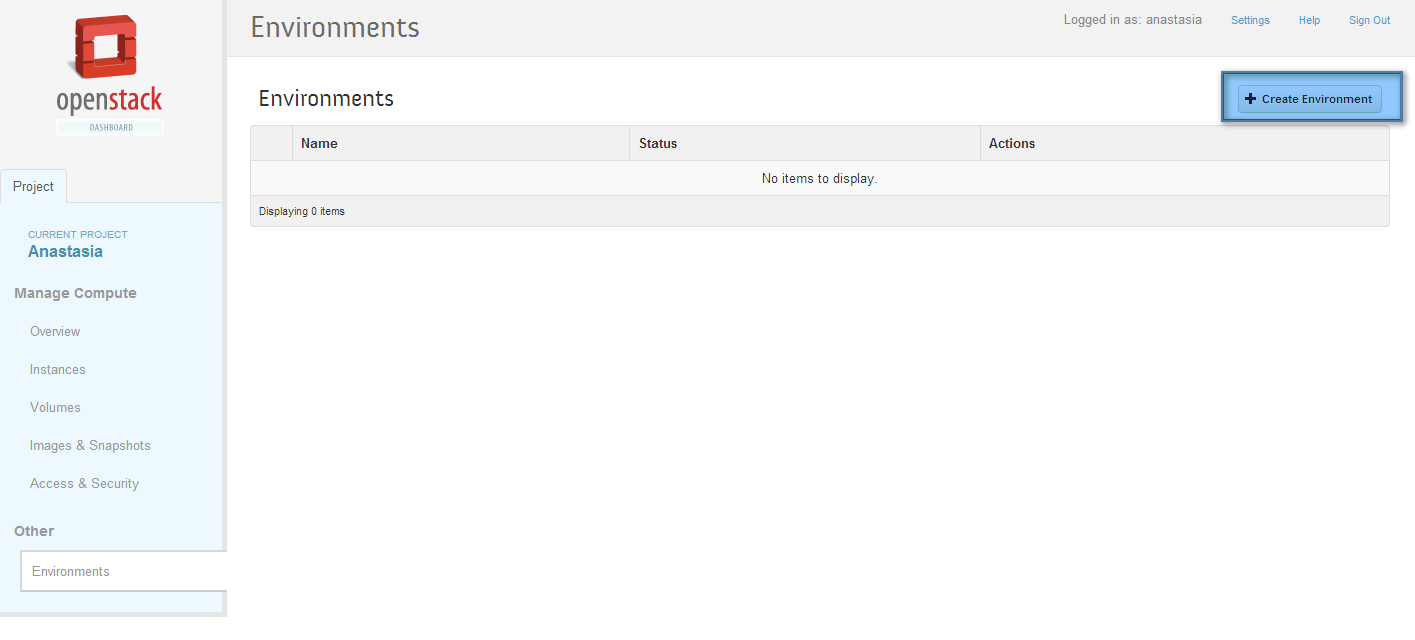 openstack
DASHBOARD
Project
CURRENT PROJECT
Anastasia
Manage Compute
Overview
Instances
Volumes
Images & Snapshots
Access & Security
Other
Environments
Environments
Logged in as: anastasia Settings Help Sign Out
Environments
Create Environment
Name Status Actions
No items to display.
Displaying 0 items